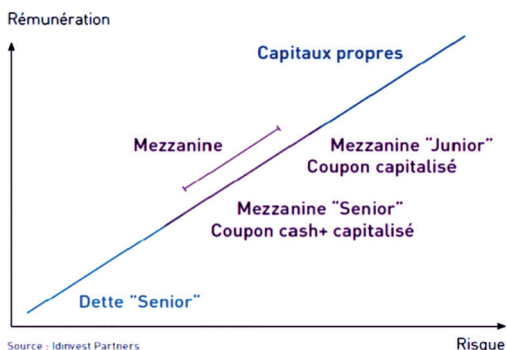 Rémunération
Capitaux propres
Mezzanine
Mezzanine “Junior”
Coupon capitalisé
Mezzanine “Senior”
Coupon cash+ capitalisé
Dette “Senior”
Source : Idinvest Partners
Risque